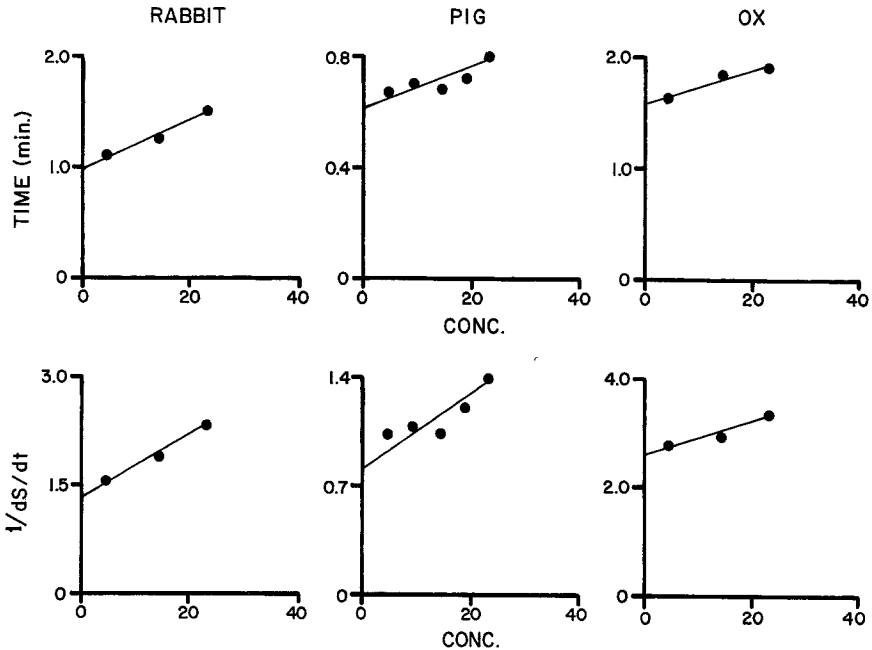 RABBIT PIG OX
2.0 0.8 2.0
TIME (min.)
1.0 0.4 1.0
0 0 0
0 20 40 0 20 40 0 20 40
CONC.
3.0 1.4 4.0
1/dS/dt
1.5 0.7 2.0
0 0 0
0 20 40 0 20 40 0 20 40
CONC.